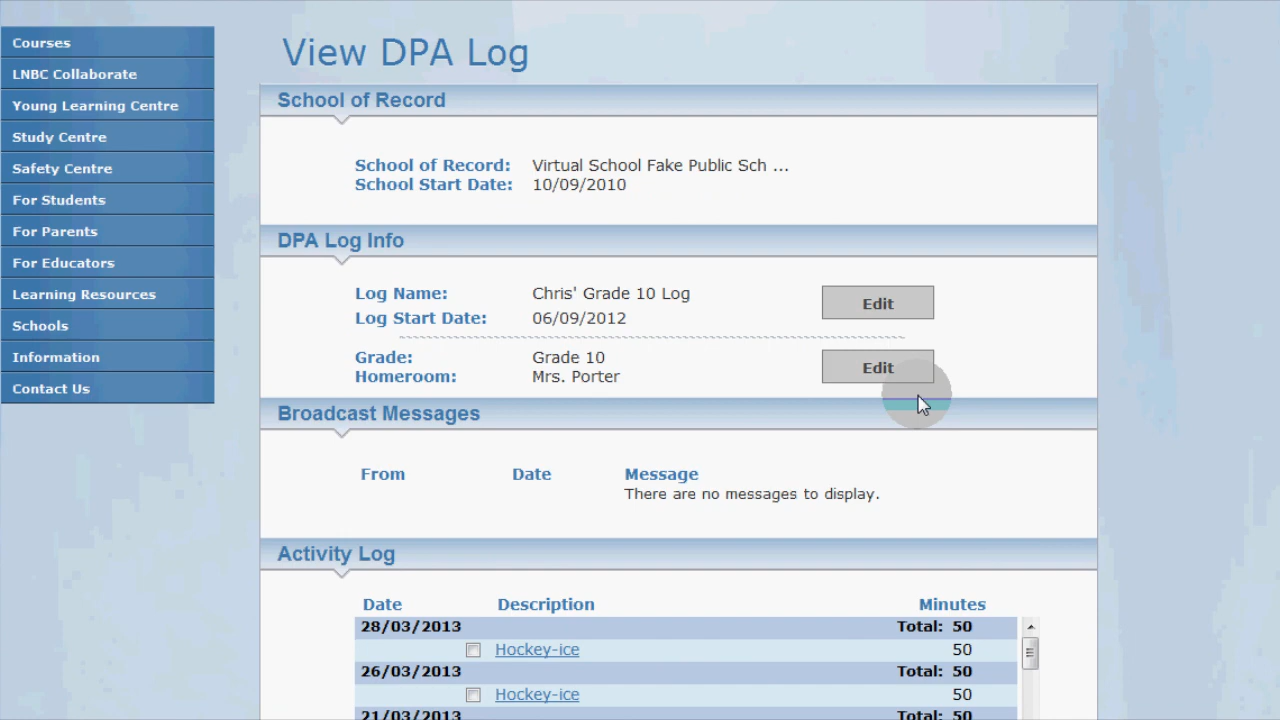 View DPA Log
Courses
LNBC Collaborate
Young Learning Centre
Study Centre
Safety Centre
For Students
For Parents
For Educators
Learning Resources
Schools
Information
Contact Us
School of Record
School of Record: Virtual School Fake Public Sch ...
School Start Date: 10/09/2010
DPA Log Info
Log Name: Chris' Grade 10 Log
Edit
Log Start Date: 06/09/2012
Grade: Grade 10
Edit
Homeroom: Mrs. Porter
Broadcast Messages
From Date Message
There are no messages to display.
Activity Log
Date Description Minutes
28/03/2013 Total: 50
Hockey-ice 50
26/03/2013 Total: 50
Hockey-ice 50
21/03/2013 Total: 50